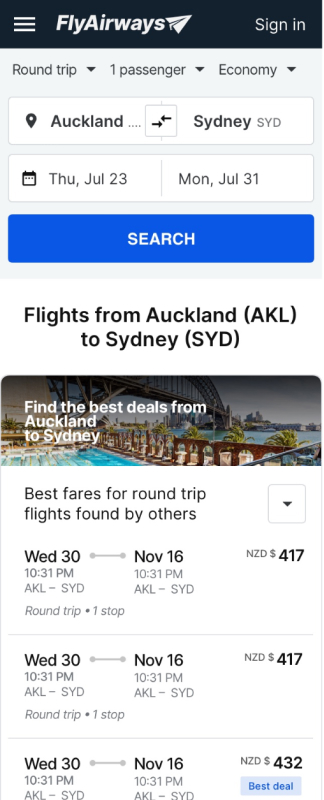 FlyAirways
Sign in
Round trip
1 passenger
Economy
Auckland ....
Sydney SYD
Thu, Jul 23
Mon, Jul 31
SEARCH
Flights from Auckland (AKL)
to Sydney (SYD)
Find the best deals from
Auckland
to Sydney
Best fares for round trip
flights found by others
Wed 30
Nov 16
NZD $ 417
10:31 PM
10:31 PM
AKL – SYD
AKL – SYD
Round trip • 1 stop
Wed 30
Nov 16
NZD $ 417
10:31 PM
10:31 PM
AKL – SYD
AKL – SYD
Round trip • 1 stop
Wed 30
Nov 16
NZD $ 432
10:31 PM
10:31 PM
Best deal
AKL – SYD
AKL – SYD